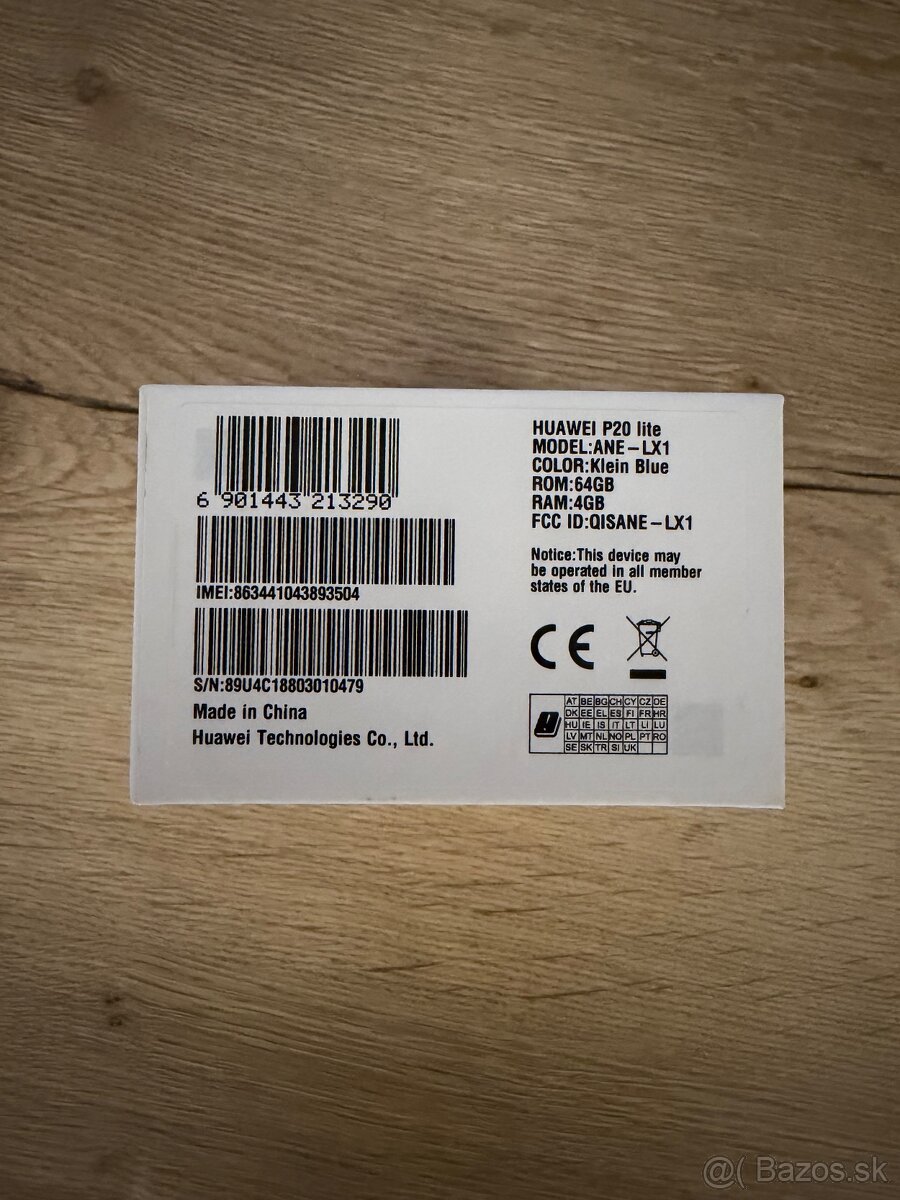 6 901443 213290
IMEI:863441043893504
S/N:89U4C18803010479
Made in China
Huawei Technologies Co., Ltd.
HUAWEI P20 lite
MODEL:ANE-LX1
COLOR:Klein Blue
ROM:64GB
RAM:4GB
FCC ID:QISANE-LX1
Notice:This device may
be operated in all member
states of the EU.
CE
AT BE BG CH CY CZ DE
DK EE EL ES FI FR HR
HU IE IS IT LT LI LU
LV MT NL NO PL PT RO
SE SK TR SI UK
@( Bazos.sk